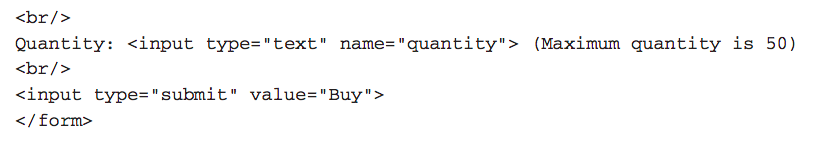 <br/>
Quantity: <input type="text" name="quantity"> (Maximum quantity is 50)
<br/>
<input type="submit" value="Buy">
</form>